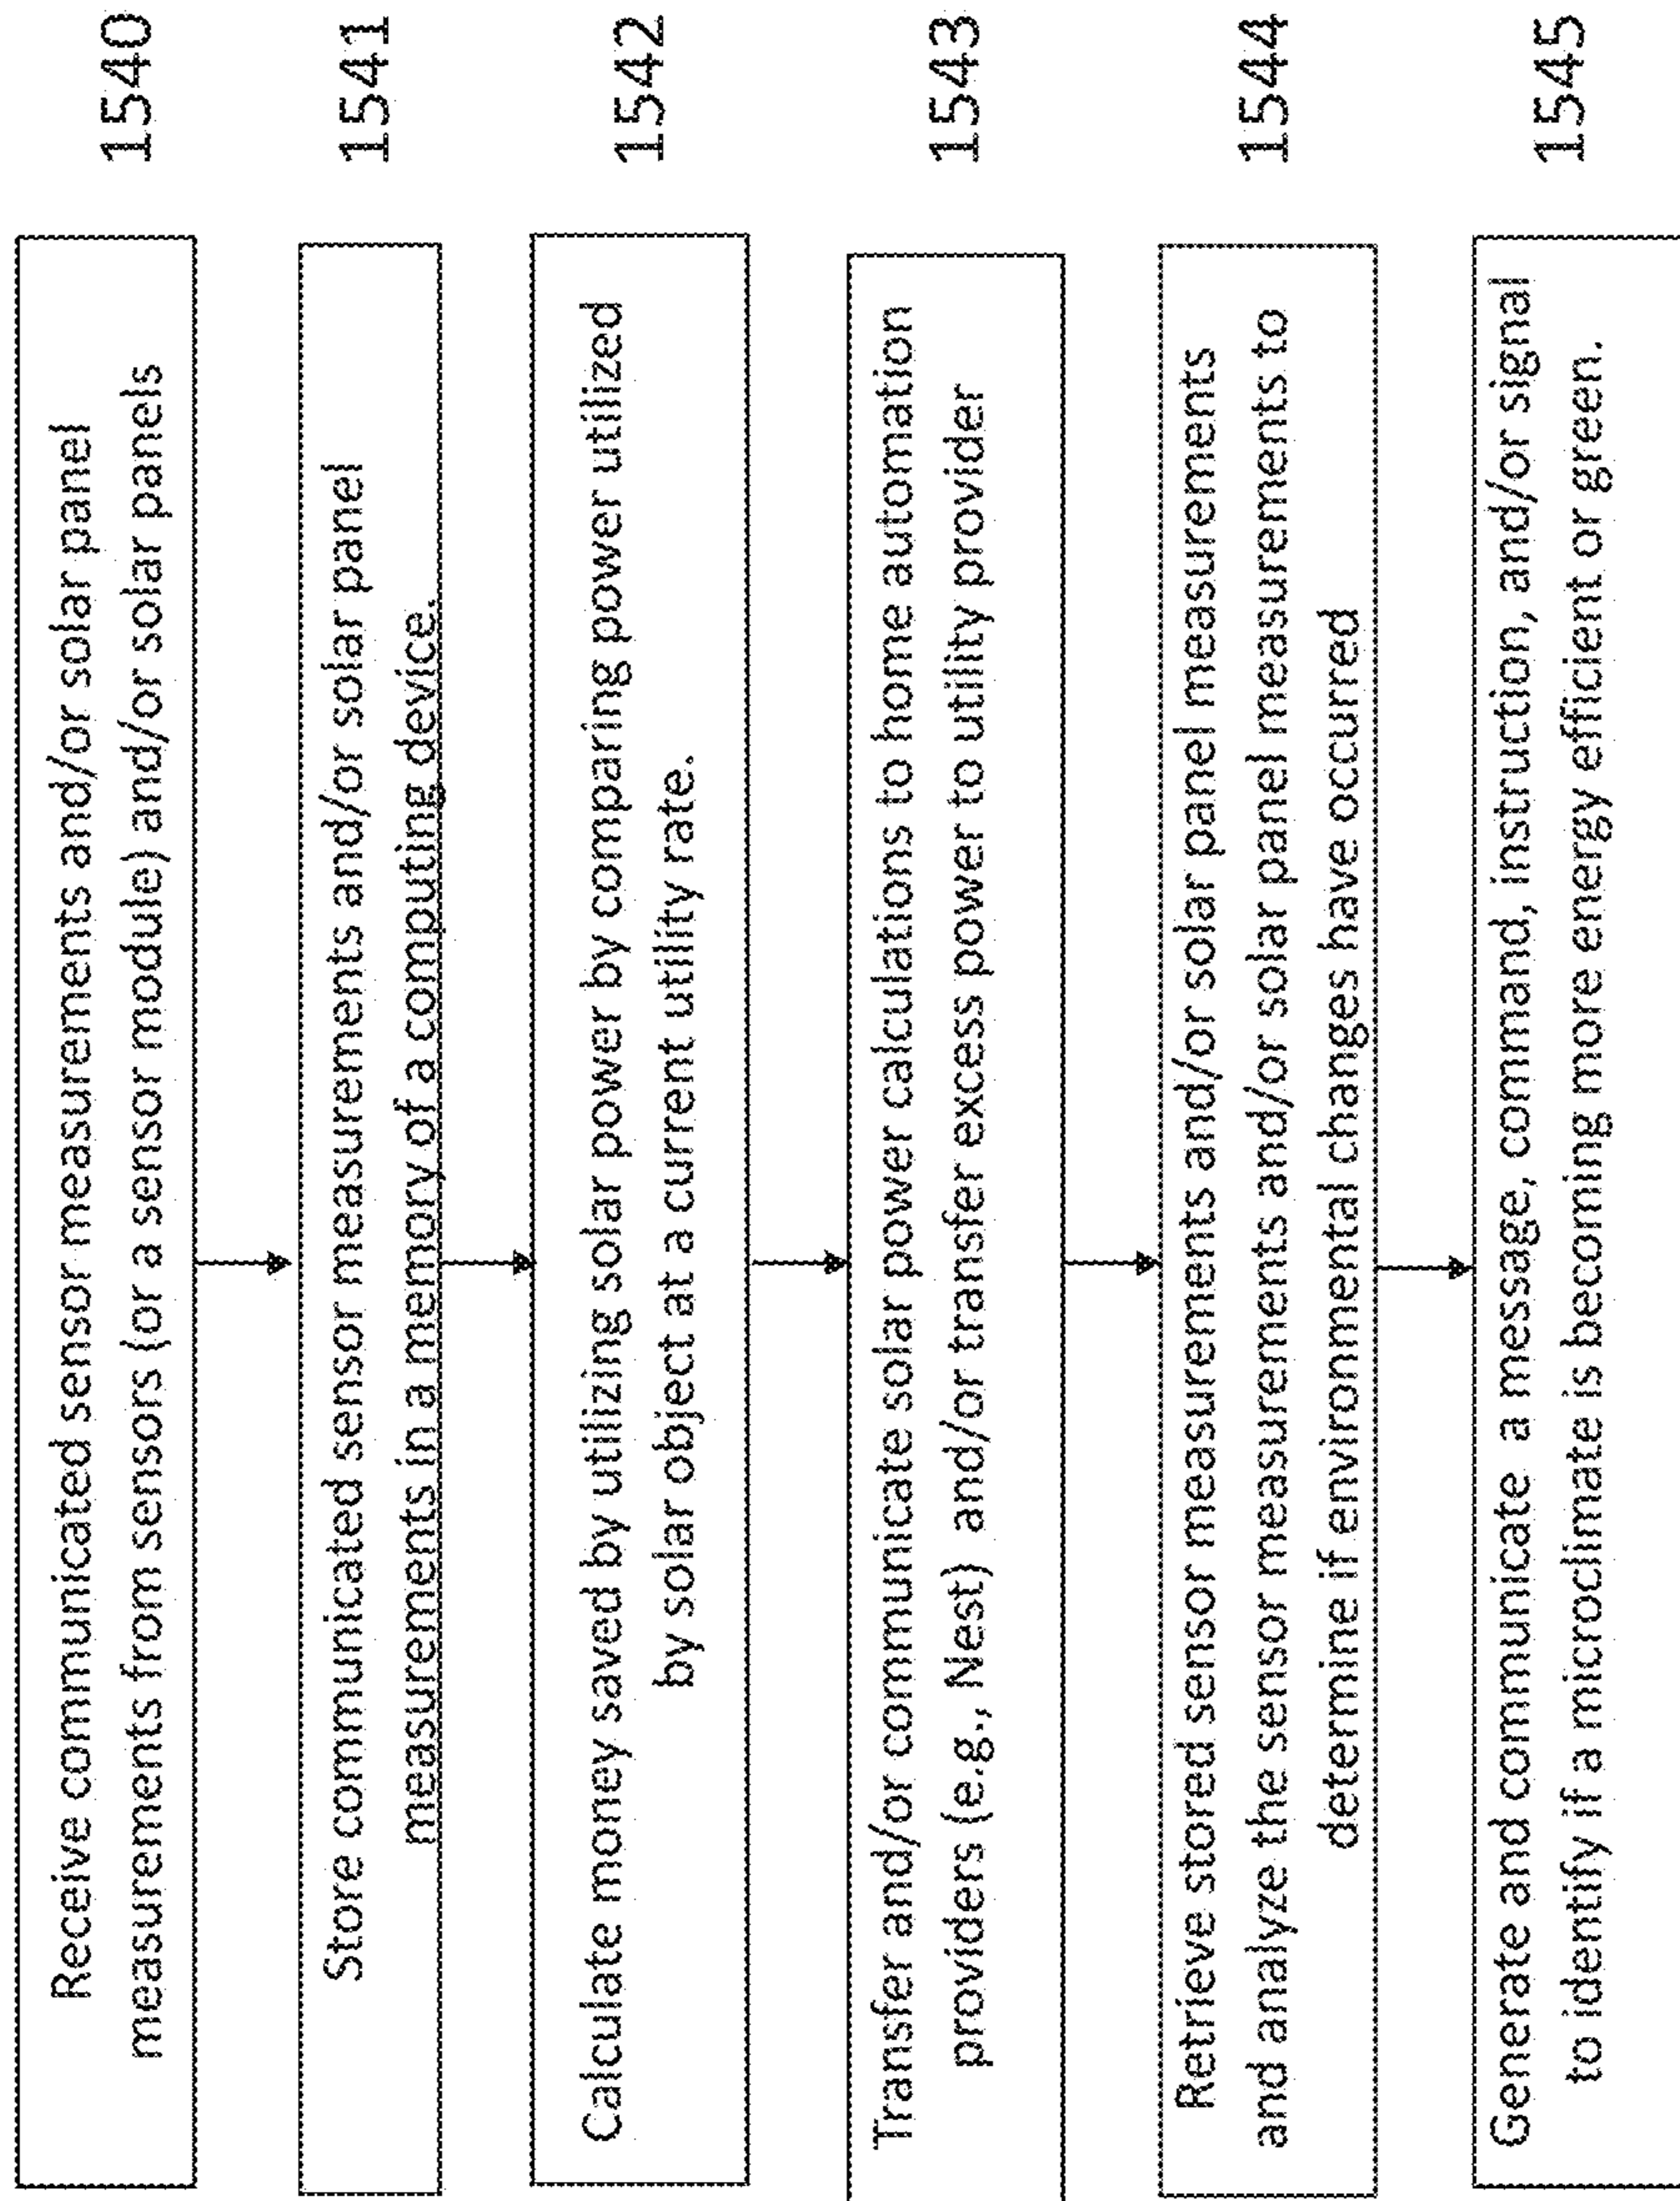 Receive communicated sensor measurements and/or solar panel
measurements from sensors (or a sensor module) and/or solar panels
1540
Store communicated sensor measurements and/or solar panel
measurements in a memory of a computing device.
1541
Calculate money saved by utilizing solar power by comparing power utilized
by solar object at a current utility rate.
1542
Transfer and/or communicate solar power calculations to home automation
providers (e.g., Nest) and/or transfer excess power to utility provider
1543
Retrieve stored sensor measurements and/or solar panel measurements
and analyze the sensor measurements and/or solar panel measurements to
determine if environmental changes have occurred
1544
Generate and communicate a message, command, instruction, and/or signal
to identify if a microclimate is becoming more energy efficient or green.
1545